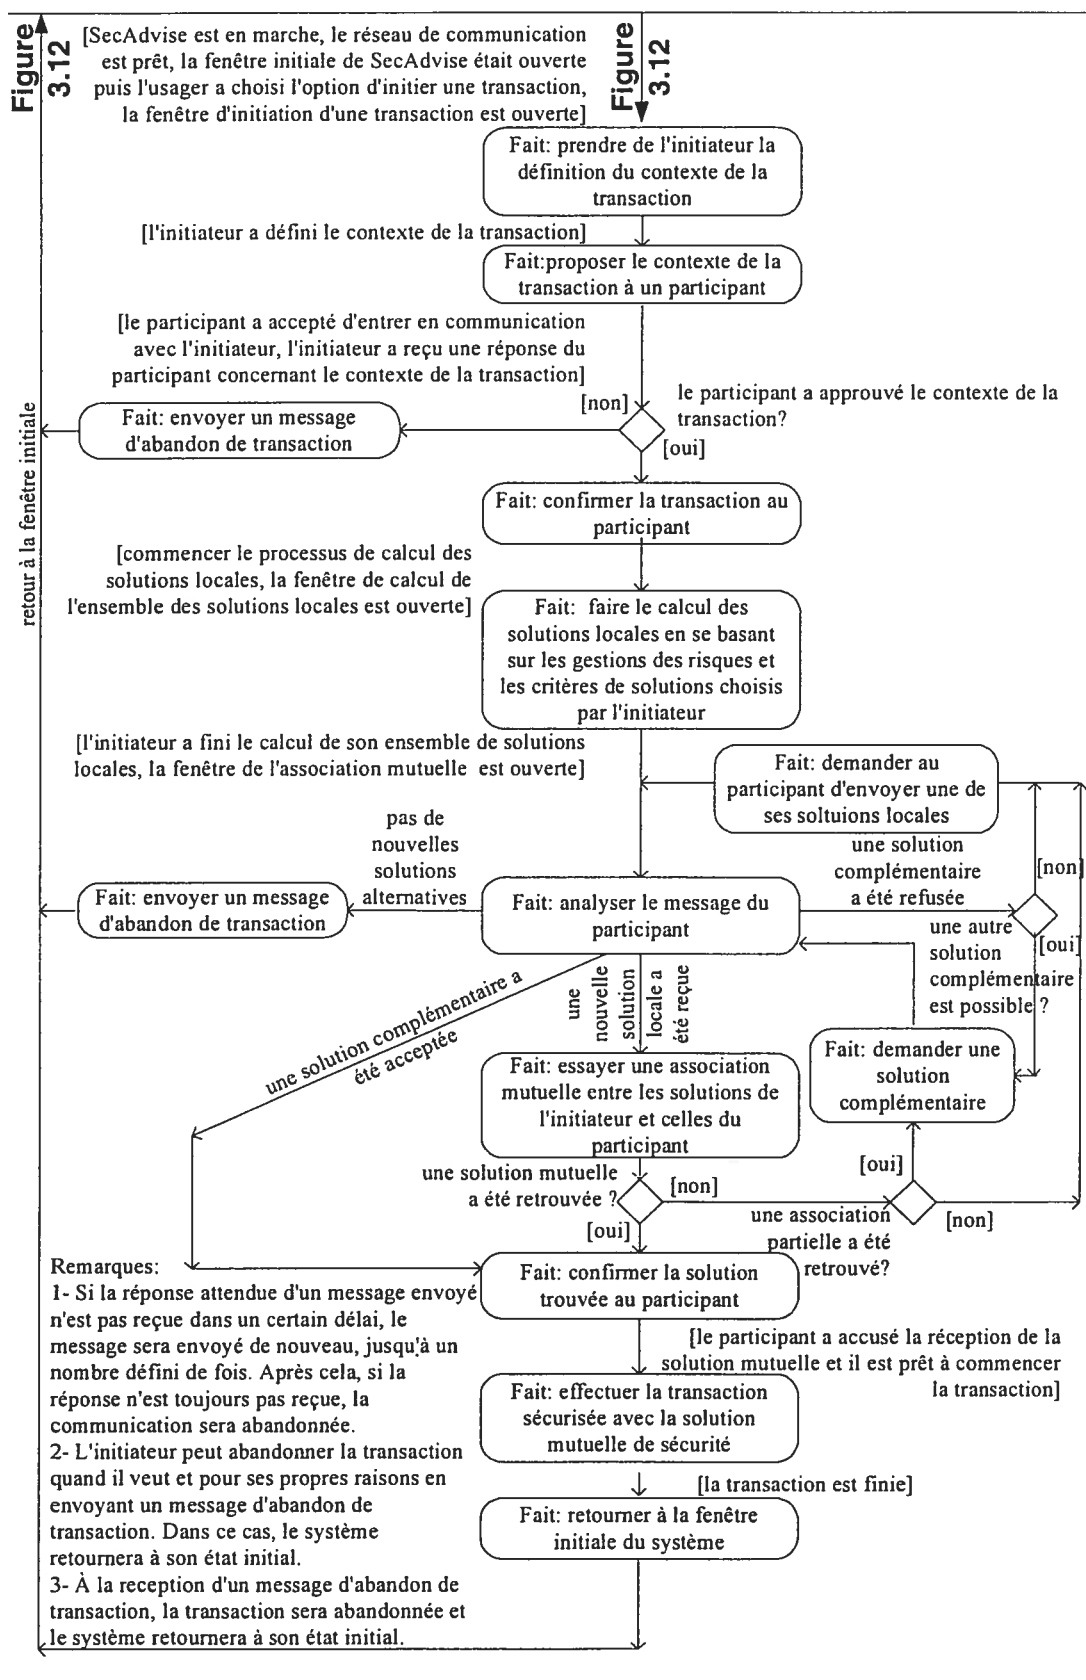 Figure
3.12
[SecAdvise est en marche, le réseau de communication
est prêt, la fenêtre initiale de SecAdvise était ouverte
puis l'usager a choisi l'option d'initier une transaction,
la fenêtre d'initiation d'une transaction est ouverte]
Figure
3.12
Fait: prendre de l'initiateur la
définition du contexte de la
transaction
[l'initiateur a défini le contexte de la transaction]
Fait:proposer le contexte de la
transaction à un participant
[le participant a accepté d'entrer en communication
avec l'initiateur, l'initiateur a reçu une réponse du
participant concernant le contexte de la transaction]
le participant a approuvé le contexte de la
transaction?
[non]
[oui]
Fait: envoyer un message
d'abandon de transaction
retour à la fenêtre initiale
Fait: confirmer la transaction au
participant
[commencer le processus de calcul des
solutions locales, la fenêtre de calcul de
l'ensemble des solutions locales est ouverte]
Fait: faire le calcul des
solutions locales en se basant
sur les gestions des risques et
les critères de solutions choisis
par l'initiateur
[l'initiateur a fini le calcul de son ensemble de solutions
locales, la fenêtre de l'association mutuelle est ouverte]
Fait: demander au
participant d'envoyer une de
ses soltuions locales
pas de
nouvelles
solutions
alternatives
une solution
complémentaire
a été refusée
[non]
Fait: envoyer un message
d'abandon de transaction
Fait: analyser le message du
participant
une autre
solution
complémentaire
est possible ?
[oui]
une solution complémentaire a
été acceptée
une
nouvelle
solution
locale a
été reçue
Fait: demander une
solution
complémentaire
Fait: essayer une association
mutuelle entre les solutions de
l'initiateur et celles du
participant
une solution mutuelle
a été retrouvée ?
[non]
[oui]
[oui]
[non]
une association
partielle a été
retrouvé?
Fait: confirmer la solution
trouvée au participant
[le participant a accusé la réception de la
solution mutuelle et il est prêt à commencer
la transaction]
Fait: effectuer la transaction
sécurisée avec la solution
mutuelle de sécurité
[la transaction est finie]
Fait: retourner à la fenêtre
initiale du système
Remarques:
1- Si la réponse attendue d'un message envoyé
n'est pas reçue dans un certain délai, le
message sera envoyé de nouveau, jusqu'à un
nombre défini de fois. Après cela, si la
réponse n'est toujours pas reçue, la
communication sera abandonnée.
2- L'initiateur peut abandonner la transaction
quand il veut et pour ses propres raisons en
envoyant un message d'abandon de
transaction. Dans ce cas, le système
retournera à son état initial.
3- À la reception d'un message d'abandon de
transaction, la transaction sera abandonnée et
le système retournera à son état initial.